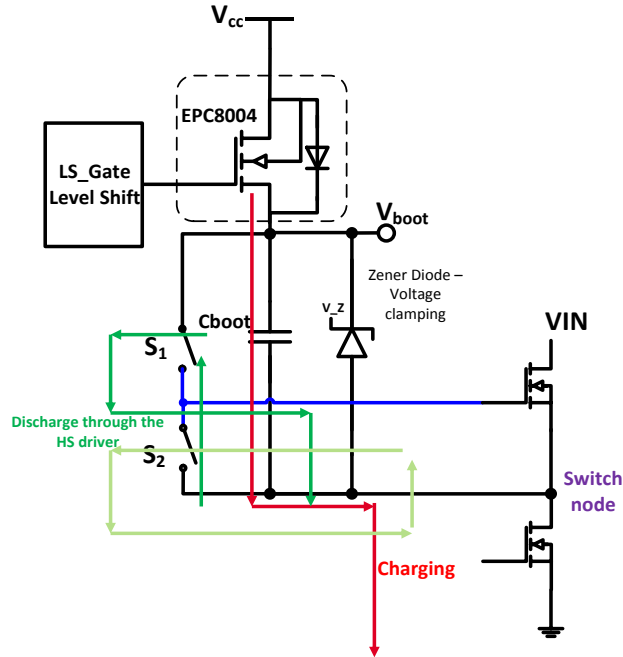 Vcc
EPC8004
LS_Gate
Level Shift
Vboot
Zener Diode –
Voltage
clamping
V_Z
Cboot
VIN
S1
Discharge through the
HS driver
S2
Switch
node
Charging